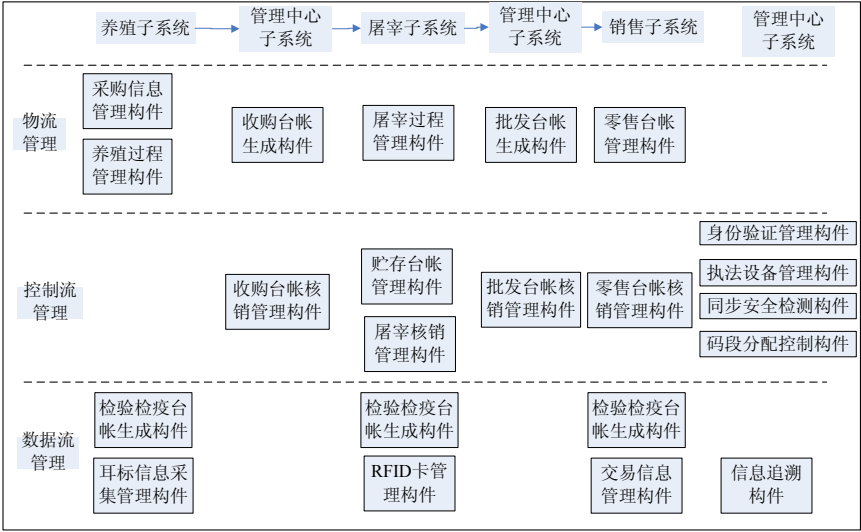 养殖子系统
管理中心
子系统
屠宰子系统
管理中心
子系统
销售子系统
管理中心
子系统
物流
管理
采购信息
管理构件
养殖过程
管理构件
收购台帐
生成构件
屠宰过程
管理构件
批发台帐
生成构件
零售台帐
管理构件
控制流
管理
收购台帐核
销管理构件
贮存台帐
管理构件
屠宰核销
管理构件
批发台帐核
销管理构件
零售台帐核
销管理构件
身份验证管理构件
执法设备管理构件
同步安全检测构件
码段分配控制构件
数据流
管理
检验检疫台
帐生成构件
耳标信息采
集管理构件
检验检疫台
帐生成构件
RFID卡管
理构件
检验检疫台
帐生成构件
交易信息
管理构件
信息追溯
构件